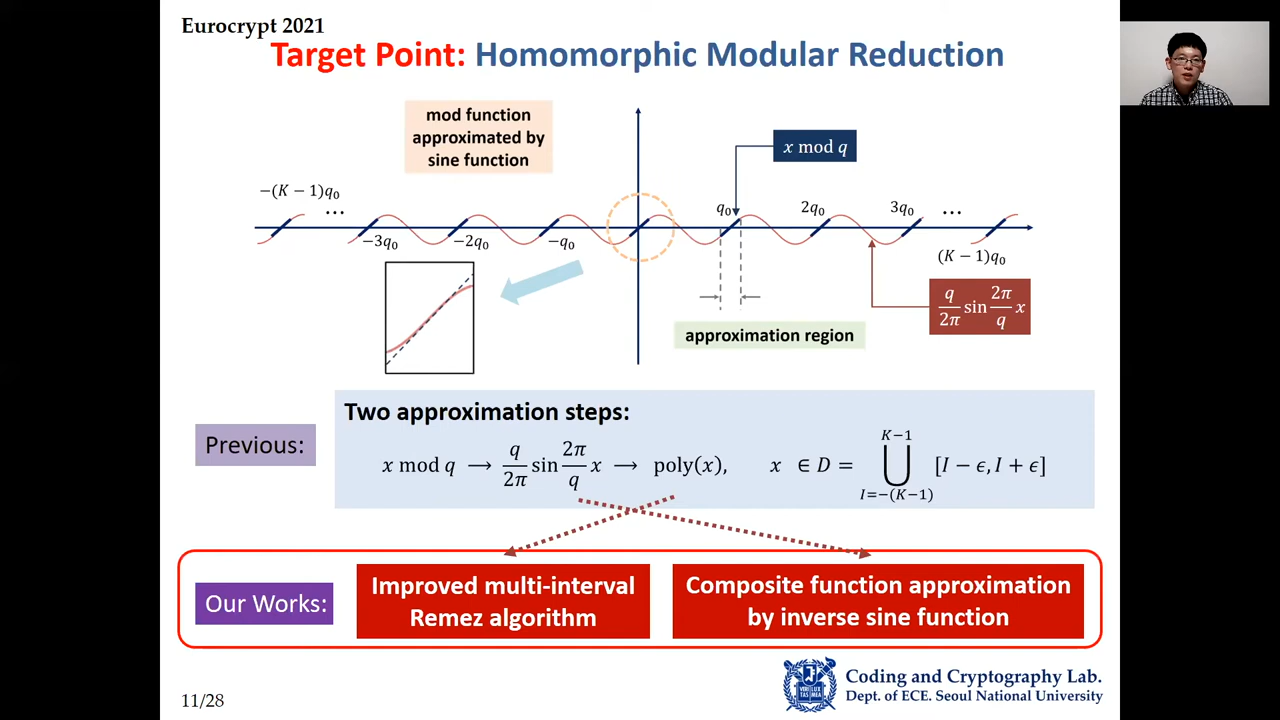 Eurocrypt 2021
Target Point: Homomorphic Modular Reduction
mod function
approximated by
sine function
x mod q
−(K − 1)q₀
⋯
q₀
2q₀
3q₀
⋯
−3q₀
−2q₀
−q₀
(K − 1)q₀
q/2π sin 2π/q x
approximation region
Previous:
Two approximation steps:
x mod q ⟶ q/2π sin 2π/q x ⟶ poly(x), x ∈ D = ⋃_{I=−(K−1)}^{K−1} [I − ϵ, I + ϵ]
Our Works:
Improved multi-interval
Remez algorithm
Composite function approximation
by inverse sine function
Coding and Cryptography Lab.
Dept. of ECE. Seoul National University
11/28